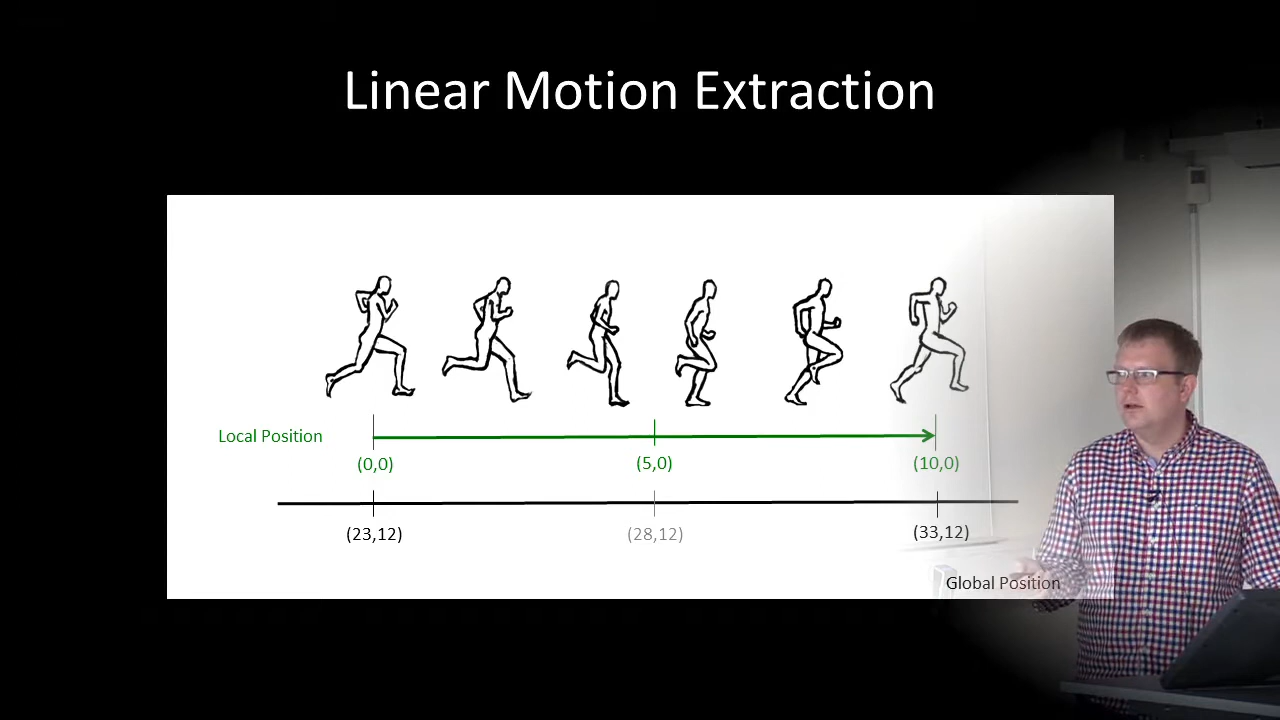 Linear Motion Extraction
Local Position
(0,0) (5,0) (10,0)
(23,12) (28,12) (33,12)
Global Position